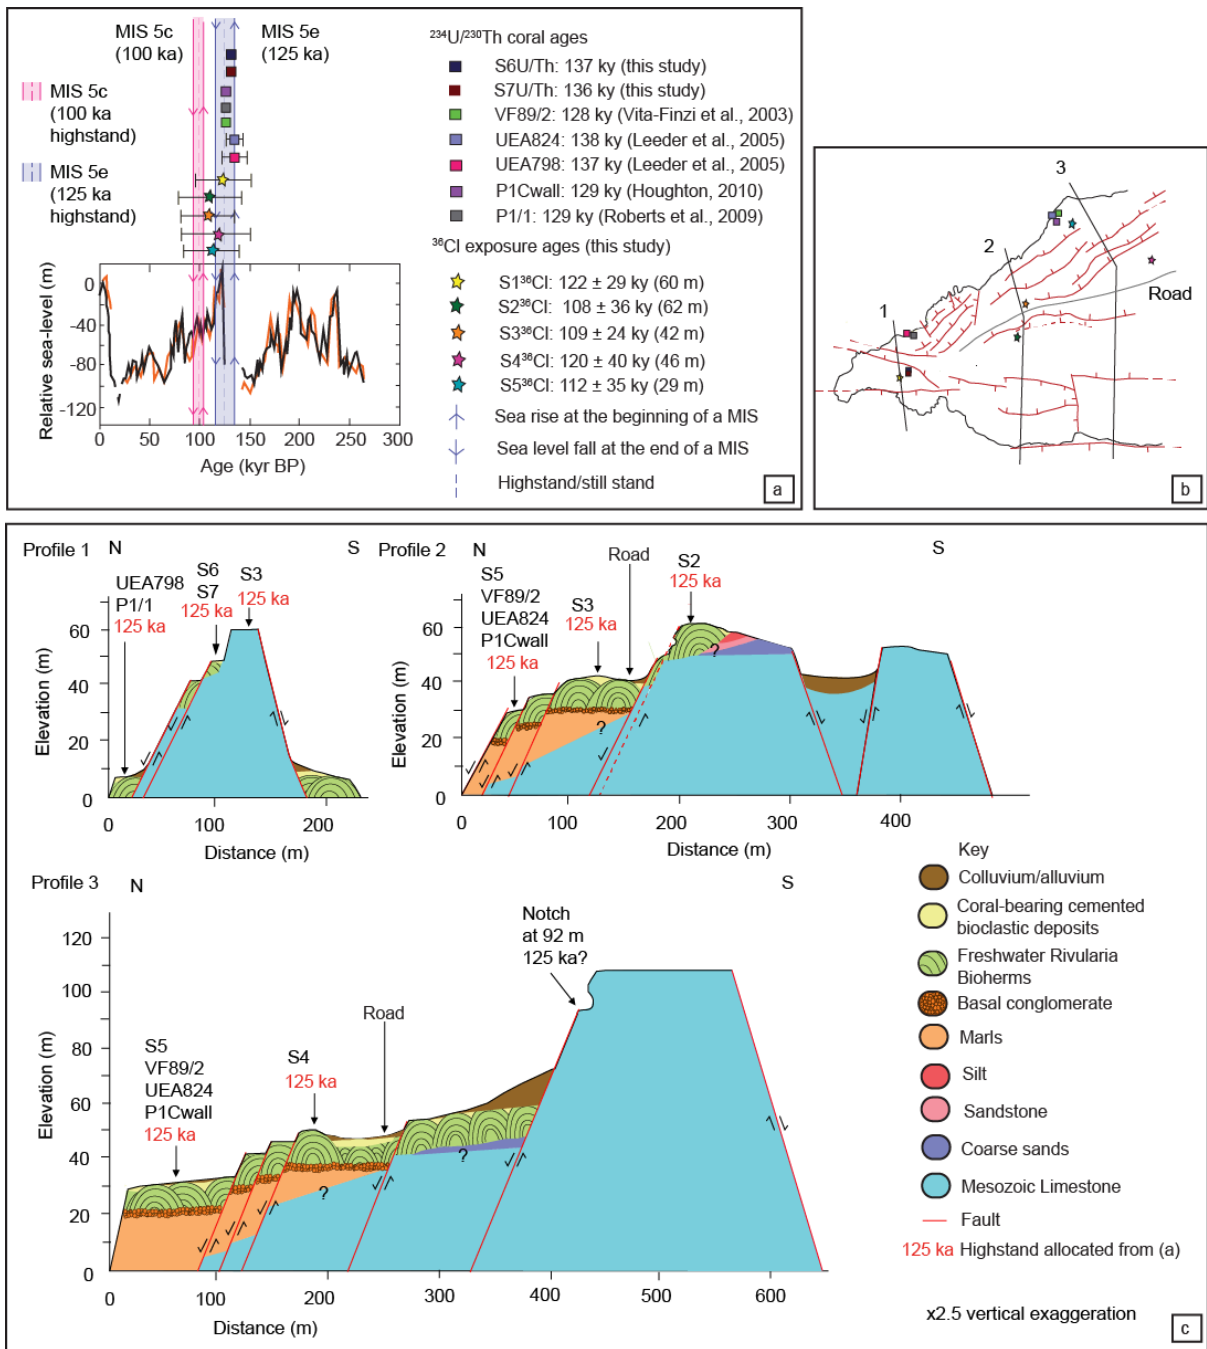 MIS 5c
(100 ka)
MIS 5e
(125 ka)
MIS 5c
(100 ka
highstand)
MIS 5e
(125 ka
highstand)
Relative sea-level (m)
0
-40
-80
-120
0
50
100
150
200
250
300
Age (kyr BP)
²³⁴U/²³⁰Th coral ages
S6U/Th: 137 ky (this study)
S7U/Th: 136 ky (this study)
VF89/2: 128 ky (Vita-Finzi et al., 2003)
UEA824: 138 ky (Leeder et al., 2005)
UEA798: 137 ky (Leeder et al., 2005)
P1Cwall: 129 ky (Houghton, 2010)
P1/1: 129 ky (Roberts et al., 2009)
³⁶Cl exposure ages (this study)
S1³⁶Cl: 122 ± 29 ky (60 m)
S2³⁶Cl: 108 ± 36 ky (62 m)
S3³⁶Cl: 109 ± 24 ky (42 m)
S4³⁶Cl: 120 ± 40 ky (46 m)
S5³⁶Cl: 112 ± 35 ky (29 m)
Sea rise at the beginning of a MIS
Sea level fall at the end of a MIS
Highstand/still stand
a
1
2
3
Road
b
Profile 1
N
S
UEA798
P1/1
125 ka
S6
S7
125 ka
S3
125 ka
Elevation (m)
60
40
20
0
0
100
200
Distance (m)
Profile 2
N
S
S5
VF89/2
UEA824
P1Cwall
125 ka
S3
125 ka
Road
S2
125 ka
?
?
Elevation (m)
60
40
20
0
0
100
200
300
400
Distance (m)
Profile 3
N
S
S5
VF89/2
UEA824
P1Cwall
125 ka
S4
125 ka
Road
Notch
at 92 m
125 ka?
?
?
Elevation (m)
120
100
80
60
40
20
0
0
100
200
300
400
500
600
Distance (m)
Key
Colluvium/alluvium
Coral-bearing cemented
bioclastic deposits
Freshwater Rivularia
Bioherms
Basal conglomerate
Marls
Silt
Sandstone
Coarse sands
Mesozoic Limestone
Fault
125 ka Highstand allocated from (a)
x2.5 vertical exaggeration
c